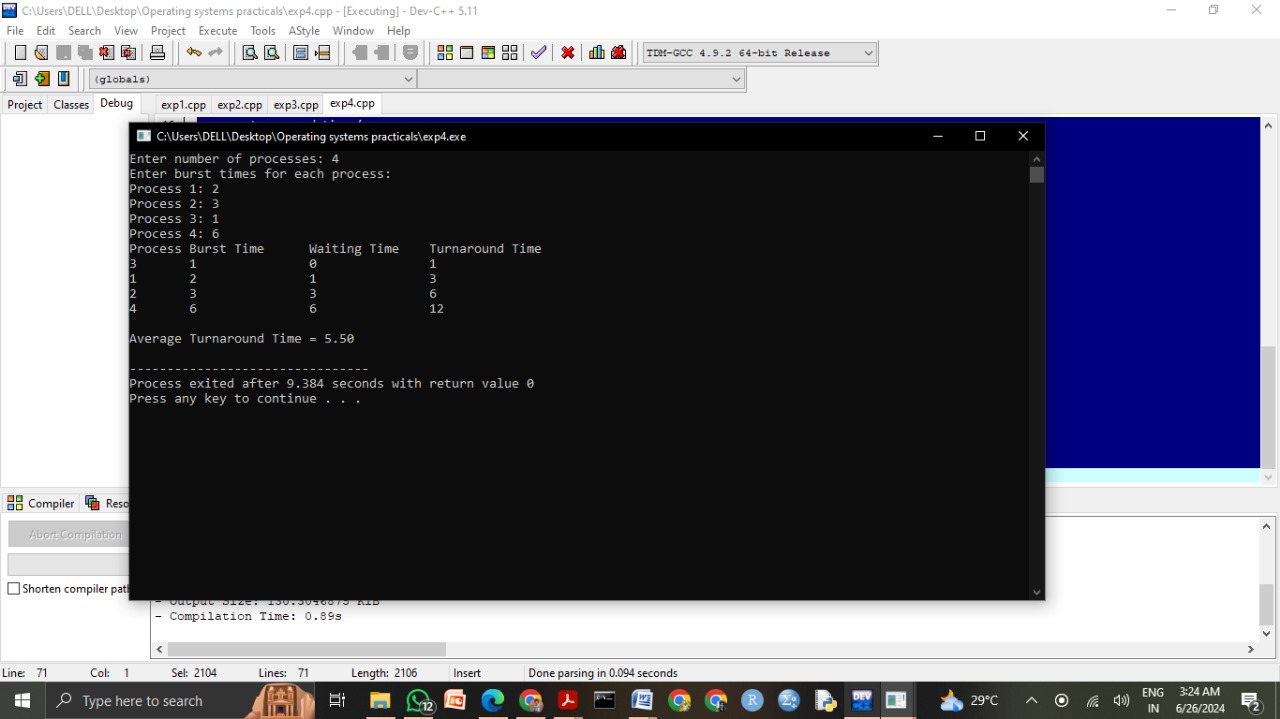 C:\Users\DELL\Desktop\Operating systems practicals\exp4.cpp - [Executing] - Dev-C++ 5.11
File Edit Search View Project Execute Tools AStyle Window Help
TDM-GCC 4.9.2 64-bit Release
(globals)
Project Classes Debug exp1.cpp exp2.cpp exp3.cpp exp4.cpp
C:\Users\DELL\Desktop\Operating systems practicals\exp4.exe
Enter number of processes: 4
Enter burst times for each process:
Process 1: 2
Process 2: 3
Process 3: 1
Process 4: 6
Process Burst Time Waiting Time Turnaround Time
3 1 0 1
1 2 1 3
2 3 3 6
4 6 6 12
Average Turnaround Time = 5.50
--------------------------------
Process exited after 9.384 seconds with return value 0
Press any key to continue . . .
Compiler Reso
Abort Compilation
Shorten compiler pat
- Output Size: 130.3046875 KiB
- Compilation Time: 0.89s
Line: 71 Col: 1 Sel: 2104 Lines: 71 Length: 2106 Insert Done parsing in 0.094 seconds
Type here to search
12
DEV
29°C
ENG
IN
3:24 AM
6/26/2024
2